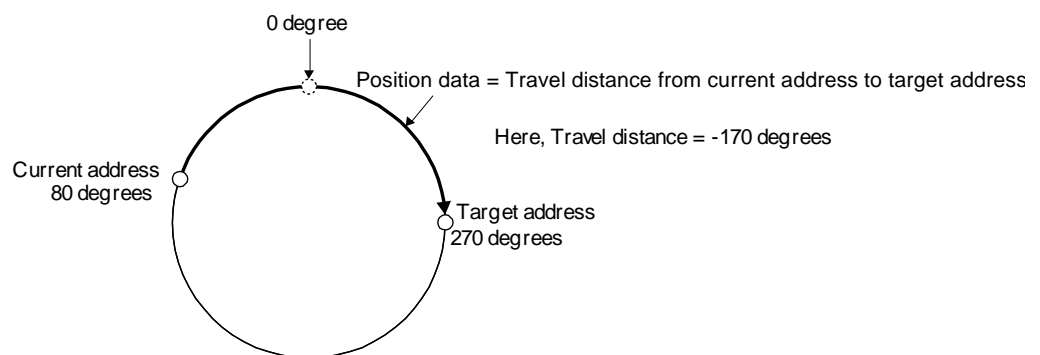 0 degree
Position data = Travel distance from current address to target address
Here, Travel distance = -170 degrees
Current address
80 degrees
Target address
270 degrees